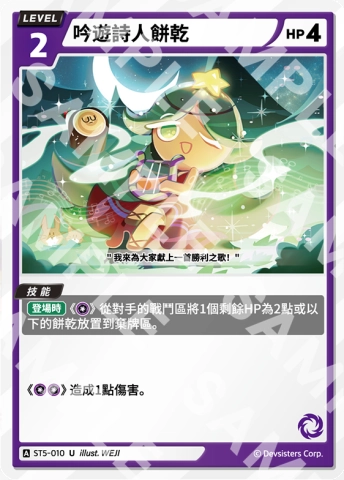 LEVEL
2
吟遊詩人餅乾
HP 4
"我來為大家獻上一首勝利之歌！"
技能
登場時 《》從對手的戰鬥區將1個剩餘HP為2點或以
下的餅乾放置到棄牌區。
《》造成1點傷害。
A ST5-010 U illust. WEJI
© Devsisters Corp.
SAMPLE